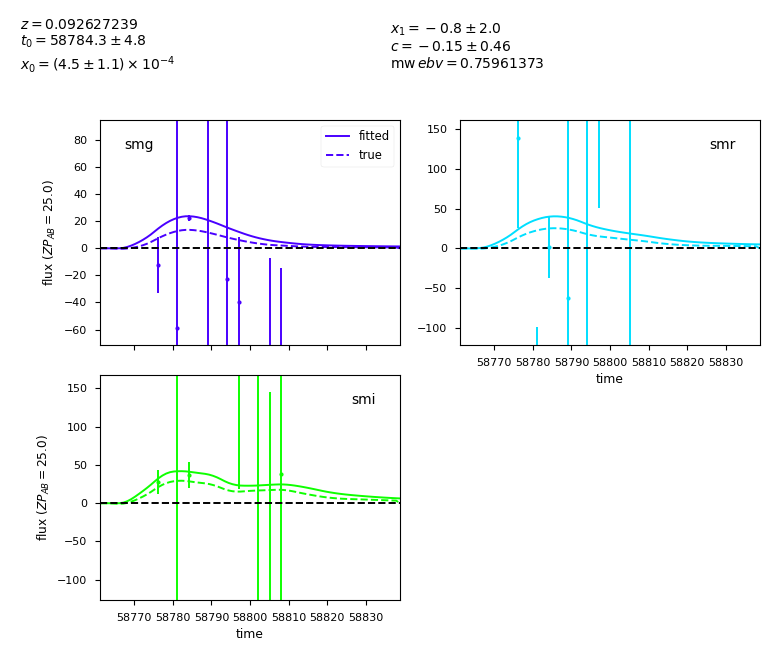 z = 0.092627239
t₀ = 58784.3 ± 4.8
x₀ = (4.5 ± 1.1) × 10⁻⁴
x₁ = −0.8 ± 2.0
c = −0.15 ± 0.46
mw ebv = 0.75961373
smg
fitted
true
80
60
40
20
0
−20
−40
−60
flux (ZP_AB = 25.0)
smr
150
100
50
0
−50
−100
58770 58780 58790 58800 58810 58820 58830
time
smi
150
100
50
0
−50
−100
flux (ZP_AB = 25.0)
58770 58780 58790 58800 58810 58820 58830
time